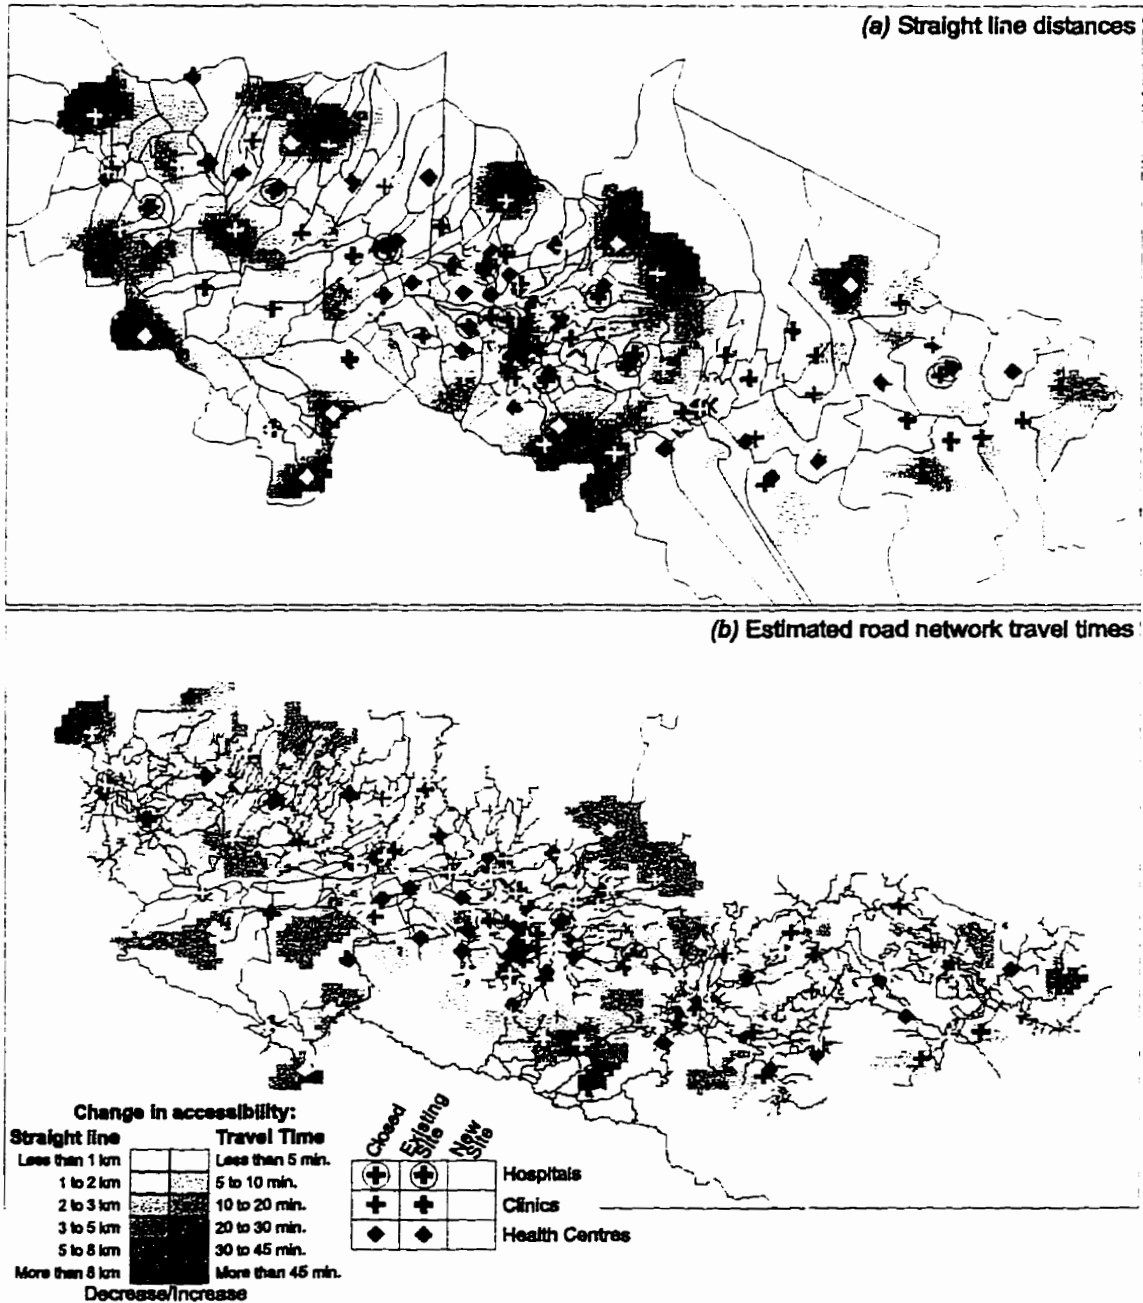 (a) Straight line distances
(b) Estimated road network travel times
Change in accessibility:
Straight line
Travel Time
Less than 1 km
Less than 5 min.
1 to 2 km
5 to 10 min.
2 to 3 km
10 to 20 min.
3 to 5 km
20 to 30 min.
5 to 8 km
30 to 45 min.
More than 8 km
More than 45 min.
Decrease/Increase
Closed
Existing Site
New Site
Hospitals
Clinics
Health Centres